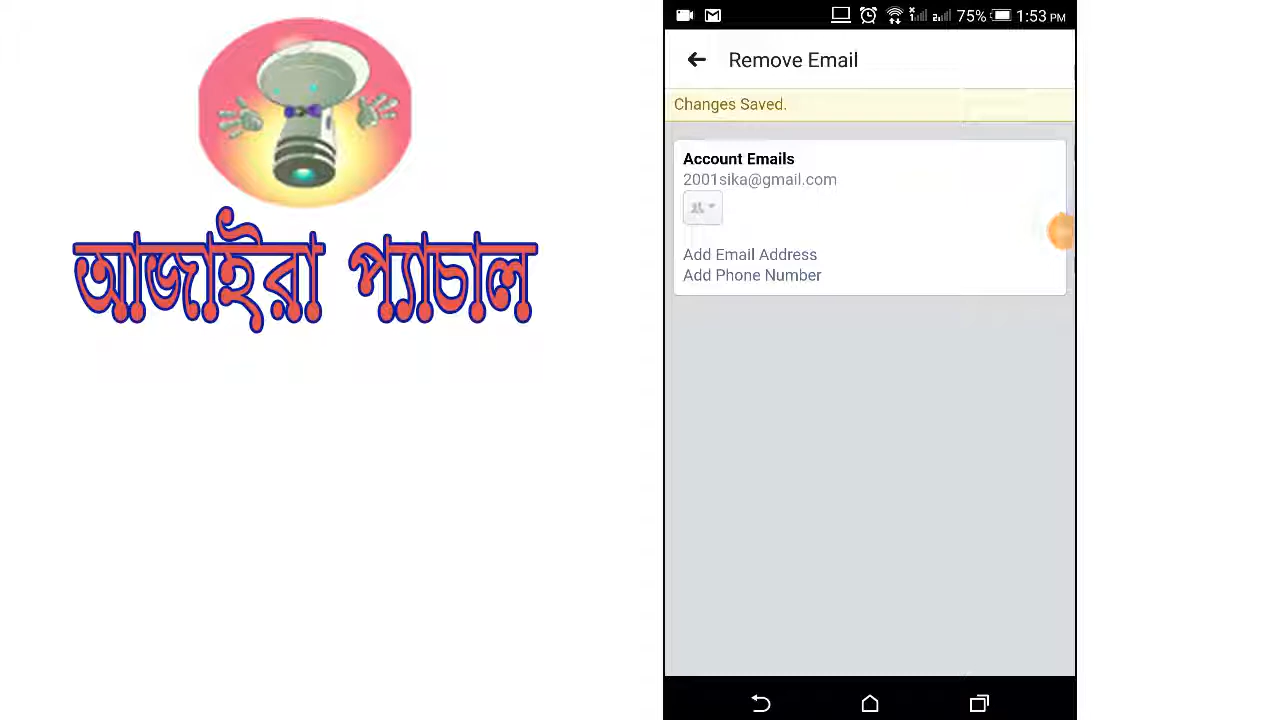 আজাইরা প্যাচাল
75% 1:53 PM
Remove Email
Changes Saved.
Account Emails
2001sika@gmail.com
Add Email Address
Add Phone Number